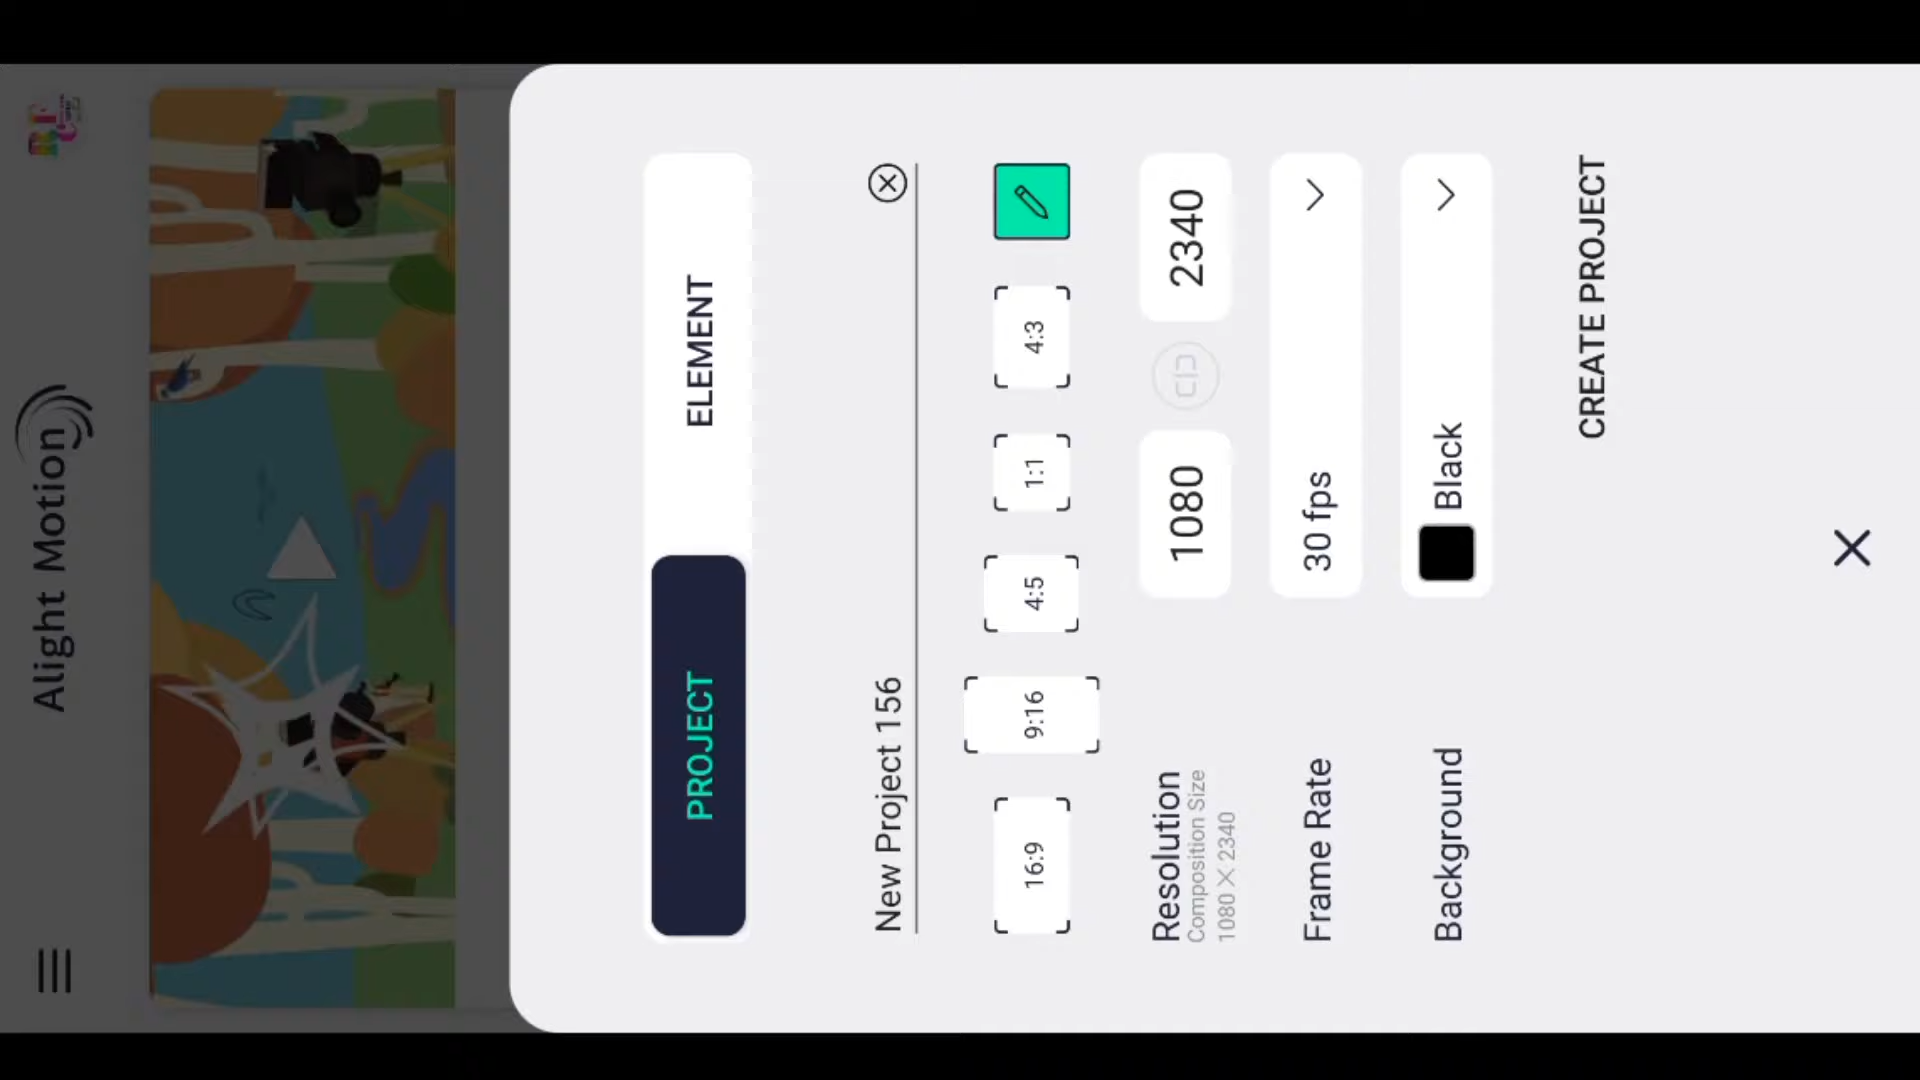 Alight Motion
PROJECT
ELEMENT
New Project 156
16:9
9:16
4:5
1:1
4:3
Resolution
Composition Size
1080 X 2340
1080
2340
Frame Rate
30 fps
Background
Black
CREATE PROJECT